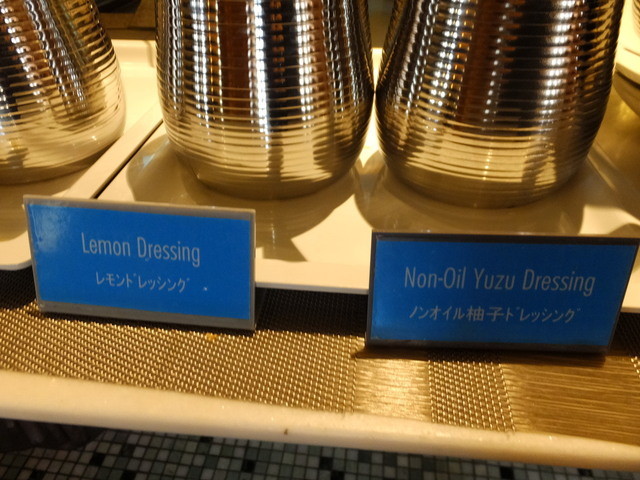 Lemon Dressing
レモンドレッシング
Non-Oil Yuzu Dressing
ノンオイル柚子ドレッシング